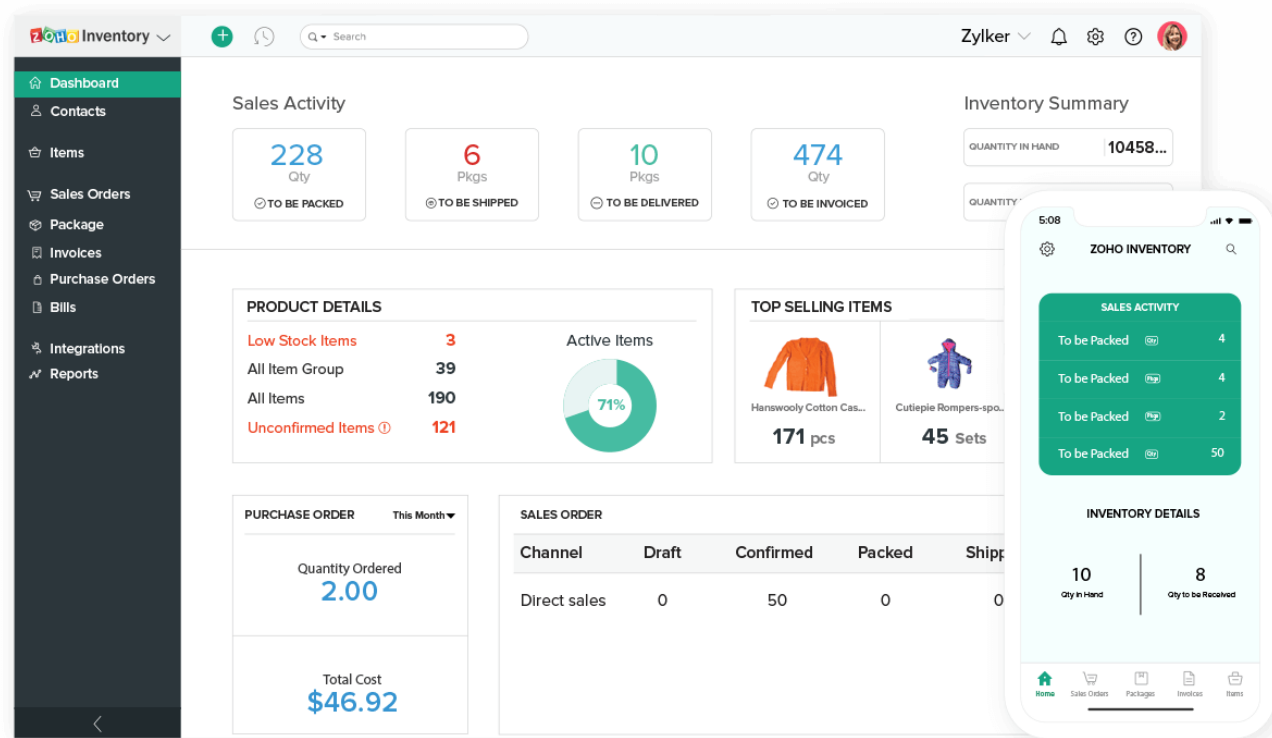 ZOHO Inventory
Search
Zylker
Dashboard
Contacts
Items
Sales Orders
Package
Invoices
Purchase Orders
Bills
Integrations
Reports
Sales Activity
228
Qty
TO BE PACKED
6
Pkgs
TO BE SHIPPED
10
Pkgs
TO BE DELIVERED
474
Qty
TO BE INVOICED
Inventory Summary
QUANTITY IN HAND 10458...
QUANTITY
PRODUCT DETAILS
Low Stock Items 3
All Item Group 39
All Items 190
Unconfirmed Items 121
Active Items
71%
TOP SELLING ITEMS
Hanswooly Cotton Cas...
171 pcs
Cutiepie Rompers-spo...
45 Sets
PURCHASE ORDER This Month
Quantity Ordered
2.00
Total Cost
$46.92
SALES ORDER
Channel Draft Confirmed Packed Shipp
Direct sales 0 50 0 0
5:08
ZOHO INVENTORY
SALES ACTIVITY
To be Packed Qty 4
To be Packed Pkgs 4
To be Packed Pkgs 2
To be Packed Qty 50
INVENTORY DETAILS
10
Qty in Hand
8
Qty to be Received
Home
Sales Orders
Packages
Invoices
Items